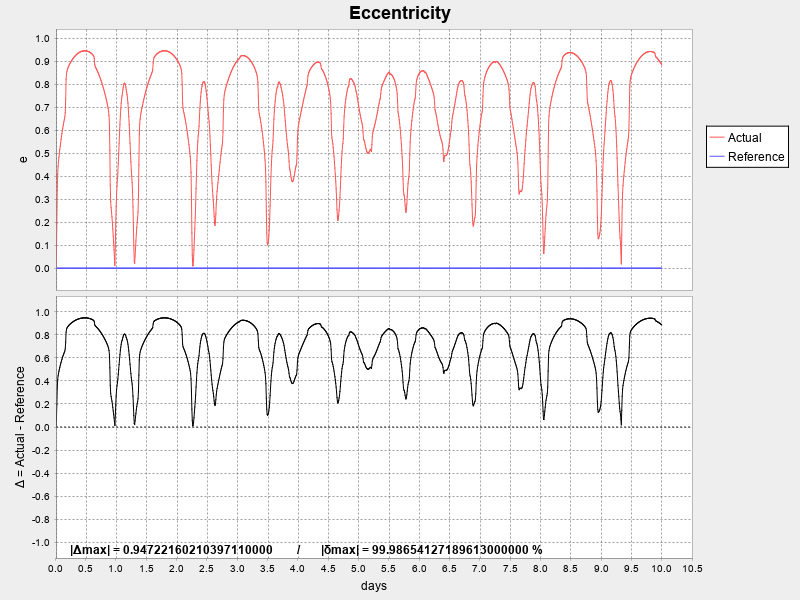 Eccentricity
1.0
0.9
0.8
0.7
0.6
0.5
0.4
0.3
0.2
0.1
0.0
e
Actual
Reference
1.0
0.8
0.6
0.4
0.2
0.0
-0.2
-0.4
-0.6
-0.8
-1.0
Δ = Actual - Reference
|Δmax| = 0.94722160210397110000 / |δmax| = 99.98654127189613000000 %
0.0 0.5 1.0 1.5 2.0 2.5 3.0 3.5 4.0 4.5 5.0 5.5 6.0 6.5 7.0 7.5 8.0 8.5 9.0 9.5 10.0 10.5
days